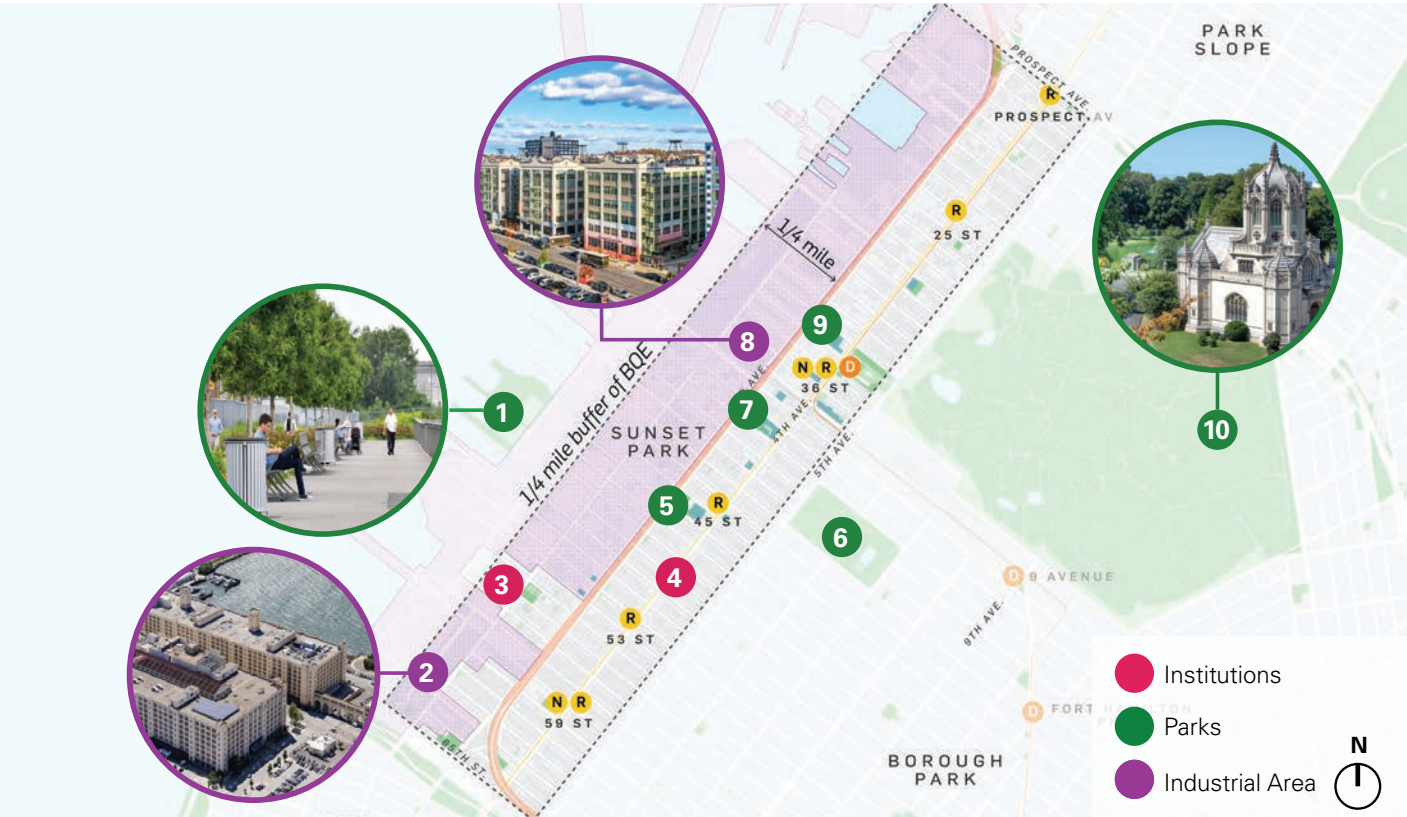 PARK
SLOPE
PROSPECT AVE.
R
PROSPECT AV
R
25 ST
1/4 mile
8
9
N R D
36 ST
10
1
1/4 mile buffer of BQE
AVE.
7
4TH AVE.
SUNSET
PARK
5TH AVE.
5
R
45 ST
6
3
4
D 9 AVENUE
9TH AVE.
R
53 ST
2
N R
59 ST
65TH ST.
D FORT HAMILTON
BOROUGH
PARK
Institutions
Parks
Industrial Area
N